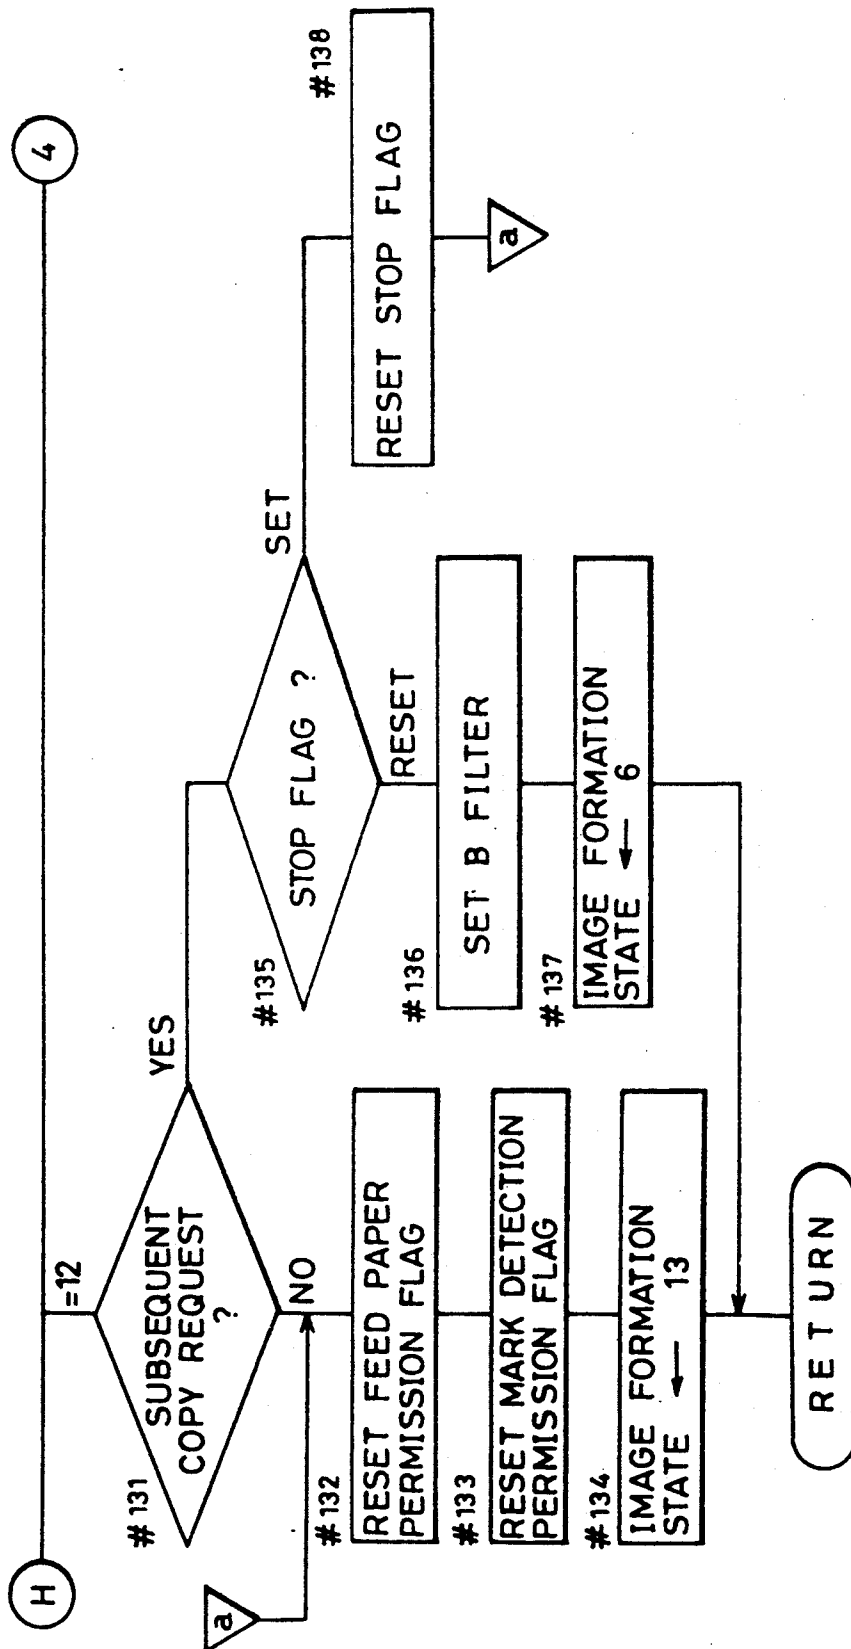 H
4
=12
#131
SUBSEQUENT
COPY REQUEST
?
YES
NO
a
#132
RESET FEED PAPER
PERMISSION FLAG
#133
RESET MARK DETECTION
PERMISSION FLAG
#134
IMAGE FORMATION
STATE ← 13
#135
STOP FLAG ?
SET
RESET
#136
SET B FILTER
#137
IMAGE FORMATION
STATE ← 6
#138
RESET STOP FLAG
a
RETURN